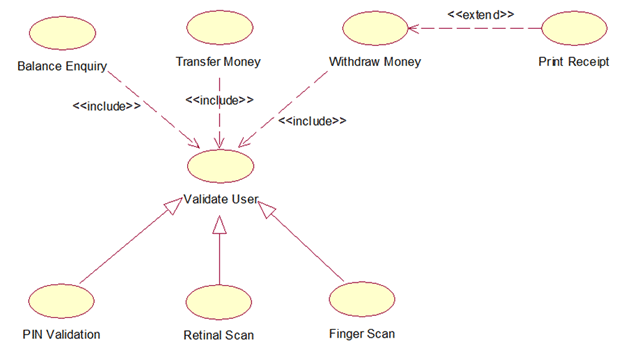 <<extend>>
Balance Enquiry
Transfer Money
Withdraw Money
Print Receipt
<<include>>
<<include>>
<<include>>
Validate User
PIN Validation
Retinal Scan
Finger Scan